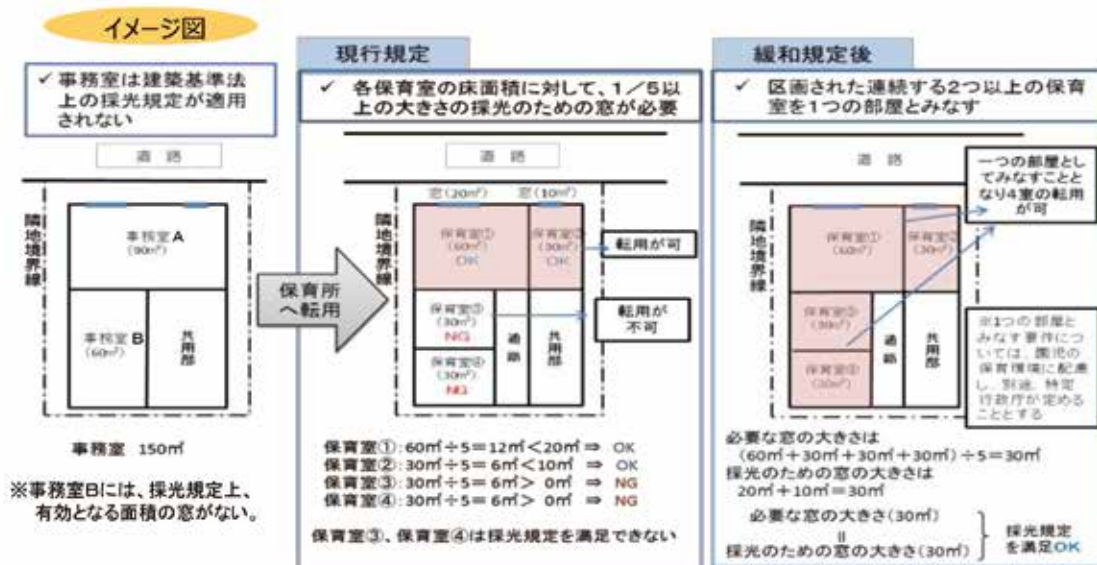 イメージ図
✓ 事務室は建築基準法
上の採光規定が適用
されない
道 路
隣地境界線
事務室A
(90㎡)
事務室B
(60㎡)
共用部
事務室 150㎡
※事務室Bには、採光規定上、
有効となる面積の窓がない。
保育所
へ転用
現行規定
✓ 各保育室の床面積に対して、1/5以
上の大きさの採光のための窓が必要
道 路
窓(20㎡) 窓(10㎡)
隣地境界線
保育室①
(60㎡)
OK
保育室②
(30㎡)
OK
転用が可
保育室③
(30㎡)
NG
転用が
不可
保育室④
(30㎡)
NG
通路
共用部
保育室①:60㎡÷5=12㎡<20㎡⇒ OK
保育室②:30㎡÷5=6㎡<10㎡ ⇒ OK
保育室③:30㎡÷5=6㎡> 0㎡⇒ NG
保育室④:30㎡÷5=6㎡> 0㎡⇒ NG
保育室③、保育室④は採光規定を満足できない
緩和規定後
✓ 区画された連続する2つ以上の保育
室を1つの部屋とみなす
道 路
一つの部屋とし
てみなすことと
なり4室の転用
が可
隣地境界線
保育室①
(60㎡)
保育室②
(30㎡)
保育室③
(30㎡)
保育室④
(30㎡)
通路
共用部
※1つの部屋と
みなす要件につ
いては、園児の
保育環境に配慮
し、別途、特定
行政庁が定める
こととする
必要な窓の大きさは
(60㎡+30㎡+30㎡+30㎡)÷5=30㎡
採光のための窓の大きさは
20㎡+10㎡=30㎡
必要な窓の大きさ(30㎡)
=
採光のための窓の大きさ(30㎡)
採光規定
を満足OK